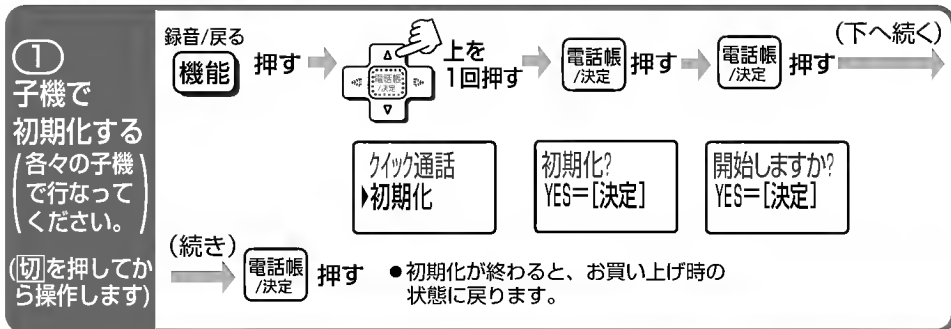 ①
子機で
初期化する
(各々の子機
で行なって
ください。)
(切を押してか
ら操作します)
録音/戻る
機能 押す
上を
1回押す
電話帳
/決定
電話帳
/決定
押す
電話帳
/決定
押す
(下へ続く)
クイック通話
▶初期化
初期化?
YES=[決定]
開始しますか?
YES=[決定]
(続き)
電話帳
/決定
押す
●初期化が終わると、お買い上げ時の
状態に戻ります。